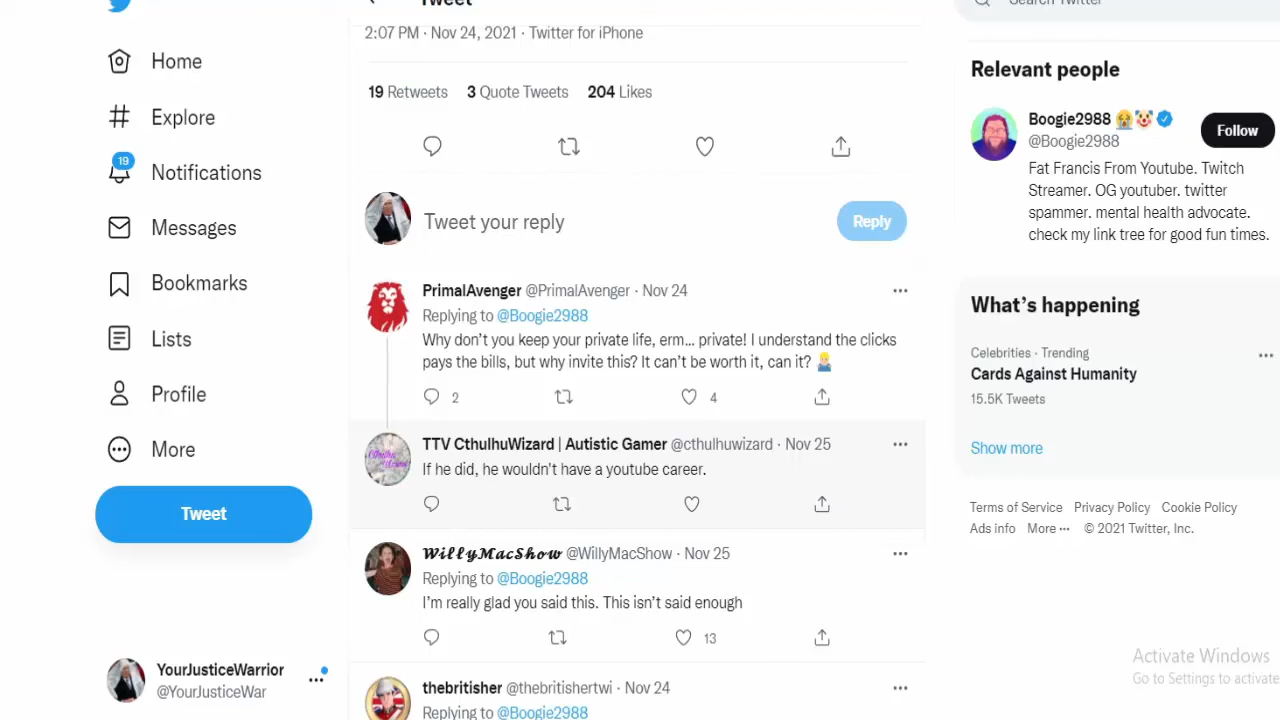 Tweet
Search Twitter
2:07 PM · Nov 24, 2021 · Twitter for iPhone
19 Retweets 3 Quote Tweets 204 Likes
Home
Explore
19
Notifications
Messages
Bookmarks
Lists
Profile
More
Tweet
YourJusticeWarrior
@YourJusticeWar
Tweet your reply
Reply
PrimalAvenger @PrimalAvenger · Nov 24
Replying to @Boogie2988
Why don't you keep your private life, erm... private! I understand the clicks
pays the bills, but why invite this? It can't be worth it, can it? 🤷🏼‍♂️
2
4
TTV CthulhuWizard | Autistic Gamer @cthulhuwizard · Nov 25
If he did, he wouldn't have a youtube career.
𝓦𝓲𝓵𝓵𝔂𝓜𝓪𝓬𝓢𝓱𝓸𝔀 @WillyMacShow · Nov 25
Replying to @Boogie2988
I'm really glad you said this. This isn't said enough
13
thebritisher @thebritishertwi · Nov 24
Replying to @Boogie2988
Relevant people
Boogie2988 😭🤡
@Boogie2988
Follow
Fat Francis From Youtube. Twitch
Streamer. OG youtuber. twitter
spammer. mental health advocate.
check my link tree for good fun times.
What's happening
Celebrities · Trending
Cards Against Humanity
15.5K Tweets
Show more
Terms of Service Privacy Policy Cookie Policy
Ads info More ··· © 2021 Twitter, Inc.
Activate Windows
Go to Settings to activate